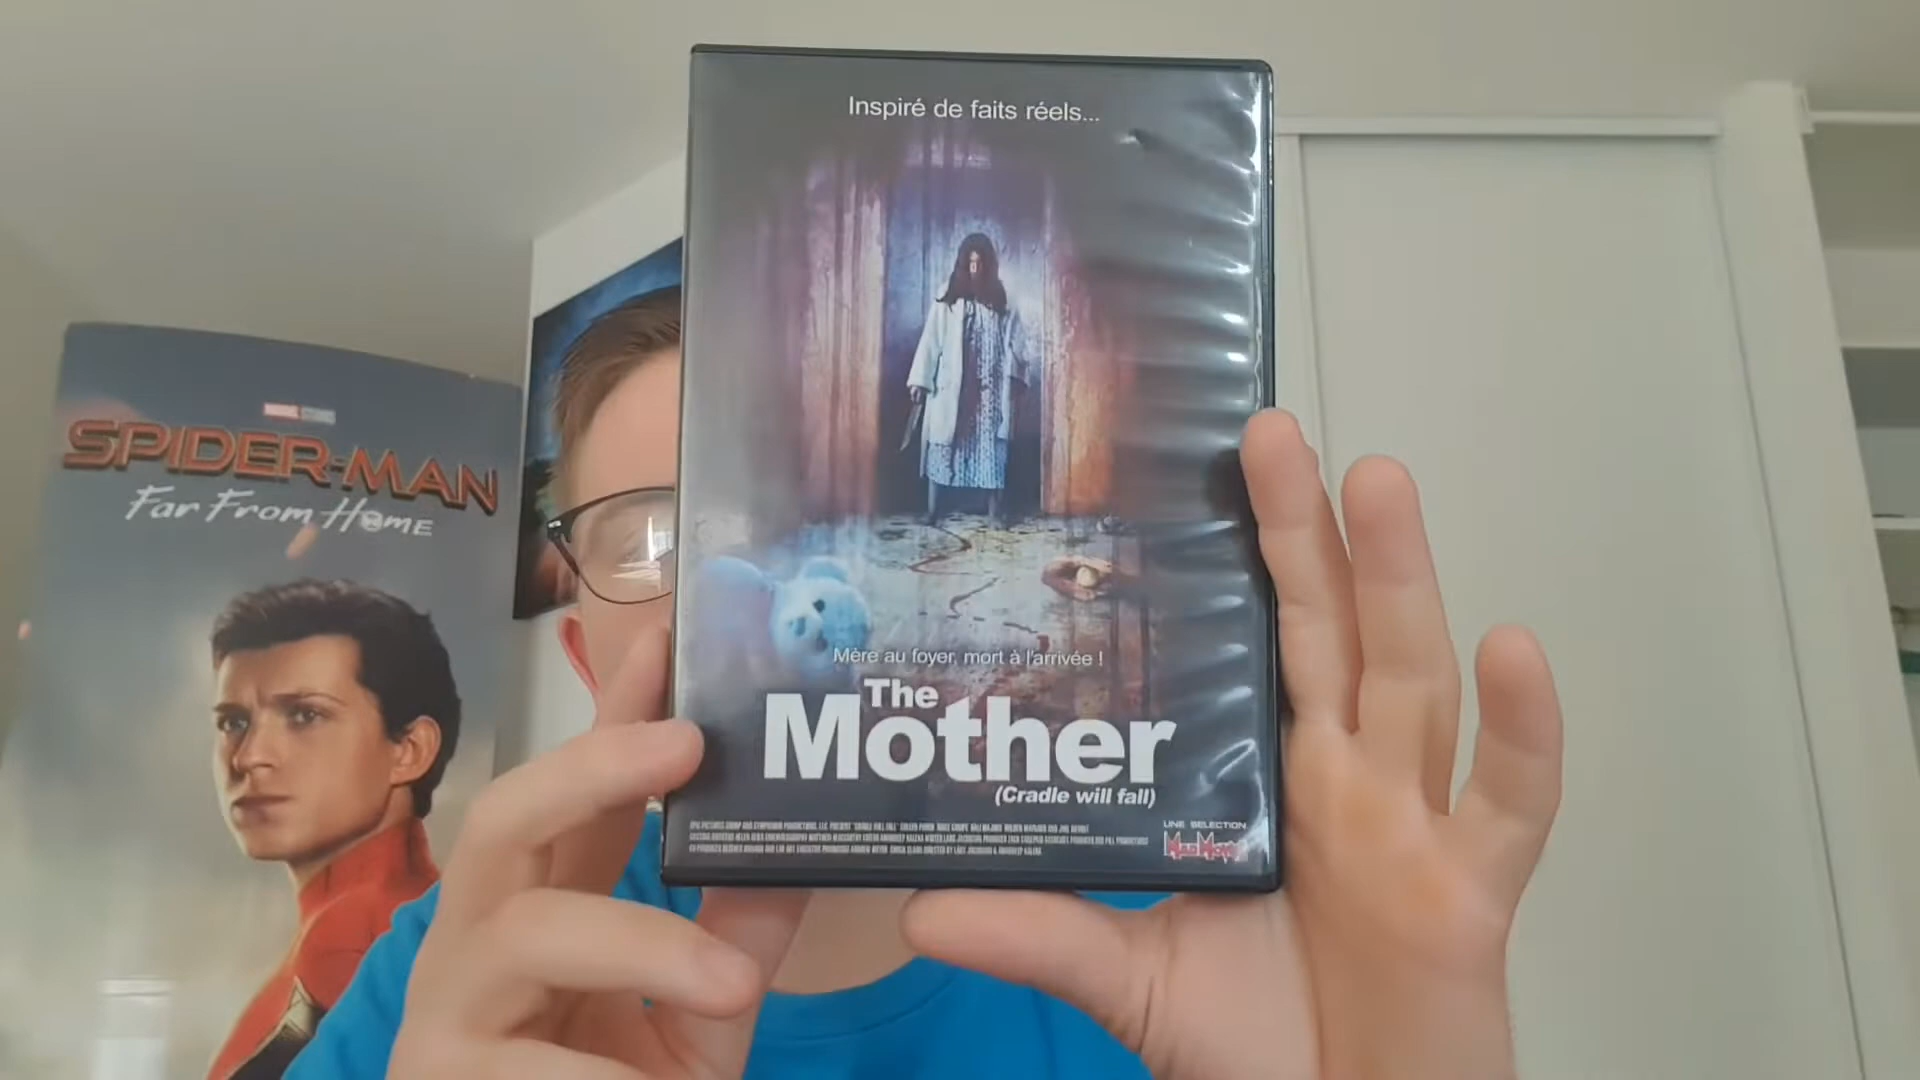 Inspiré de faits réels...
MARVEL STUDIOS
SPIDER-MAN
Far From Home
Mère au foyer, mort à l'arrivée !
The
Mother
(Cradle will fall)
UNE SELECTION
MAD MOVIES